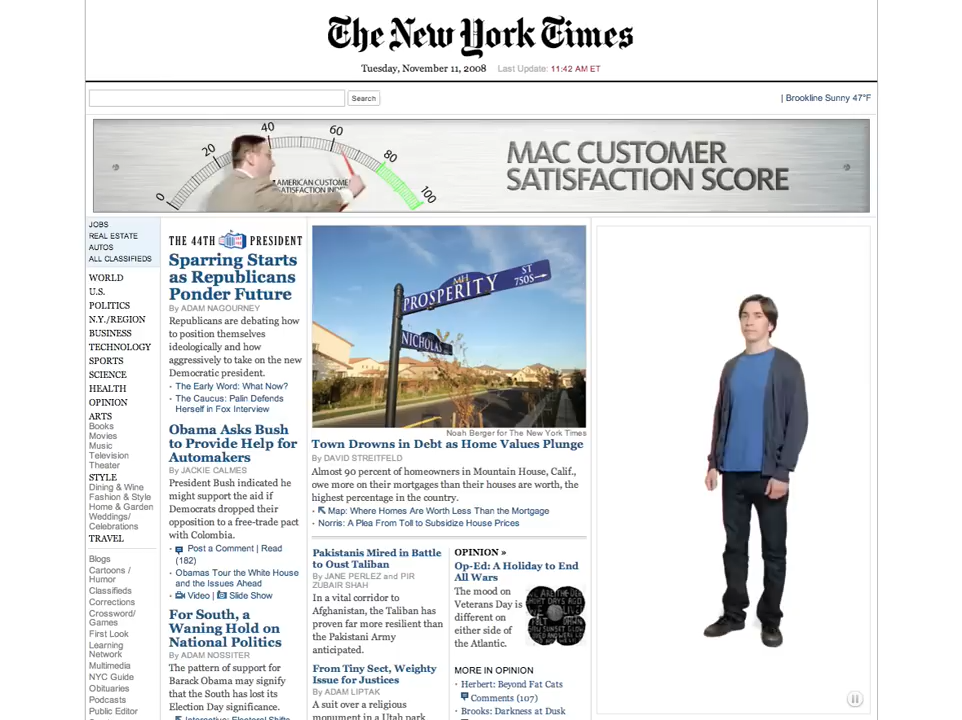 The New York Times
Tuesday, November 11, 2008 Last Update: 11:42 AM ET
Search
| Brookline Sunny 47°F
0 20 40 60 80 100
AMERICAN CUSTOMER
SATISFACTION INDEX
MAC CUSTOMER
SATISFACTION SCORE
JOBS
REAL ESTATE
AUTOS
ALL CLASSIFIEDS
WORLD
U.S.
POLITICS
N.Y./REGION
BUSINESS
TECHNOLOGY
SPORTS
SCIENCE
HEALTH
OPINION
ARTS
Books
Movies
Music
Television
Theater
STYLE
Dining & Wine
Fashion & Style
Home & Garden
Weddings/
Celebrations
TRAVEL
Blogs
Cartoons /
Humor
Classifieds
Corrections
Crossword/
Games
First Look
Learning
Network
Multimedia
NYC Guide
Obituaries
Podcasts
Public Editor
THE 44TH PRESIDENT
Sparring Starts
as Republicans
Ponder Future
By ADAM NAGOURNEY
Republicans are debating how
to position themselves
ideologically and how
aggressively to take on the new
Democratic president.
· The Early Word: What Now?
· The Caucus: Palin Defends
Herself in Fox Interview
Obama Asks Bush
to Provide Help for
Automakers
By JACKIE CALMES
President Bush indicated he
might support the aid if
Democrats dropped their
opposition to a free-trade pact
with Colombia.
· Post a Comment | Read
(182)
· Obamas Tour the White House
and the Issues Ahead
· Video | Slide Show
For South, a
Waning Hold on
National Politics
By ADAM NOSSITER
The pattern of support for
Barack Obama may signify
that the South has lost its
Election Day significance.
ST
750S
MH
PROSPERITY
NICHOLAS
Noah Berger for The New York Times
Town Drowns in Debt as Home Values Plunge
By DAVID STREITFELD
Almost 90 percent of homeowners in Mountain House, Calif.,
owe more on their mortgages than their houses are worth, the
highest percentage in the country.
· Map: Where Homes Are Worth Less Than the Mortgage
· Norris: A Plea From Toll to Subsidize House Prices
Pakistanis Mired in Battle
to Oust Taliban
By JANE PERLEZ and PIR
ZUBAIR SHAH
In a vital corridor to
Afghanistan, the Taliban has
proven far more resilient than
the Pakistani Army
anticipated.
From Tiny Sect, Weighty
Issue for Justices
By ADAM LIPTAK
A suit over a religious
monument in a Utah park
OPINION »
Op-Ed: A Holiday to End
All Wars
The mood on
Veterans Day is
different on
either side of
the Atlantic.
MORE IN OPINION
· Herbert: Beyond Fat Cats
Comments (107)
· Brooks: Darkness at Dusk